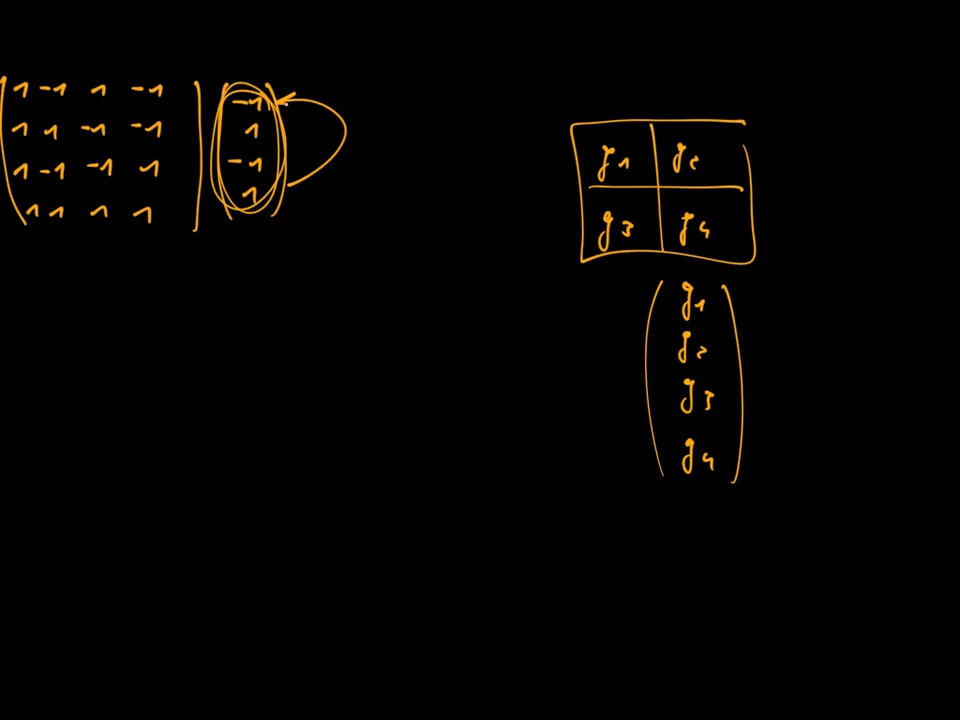 1 -1 1 -1 -1
1 1 -1 -1 1
1 -1 -1 1 -1
1 1 1 1 1
g1 g2
g3 g4
g1
g2
g3
g4